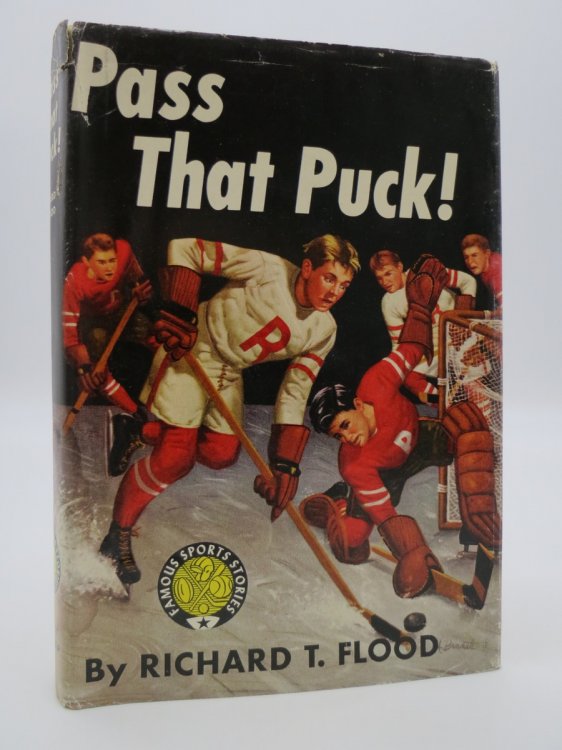 Pass
That Puck!
R
FAMOUS SPORTS STORIES
By RICHARD T. FLOOD